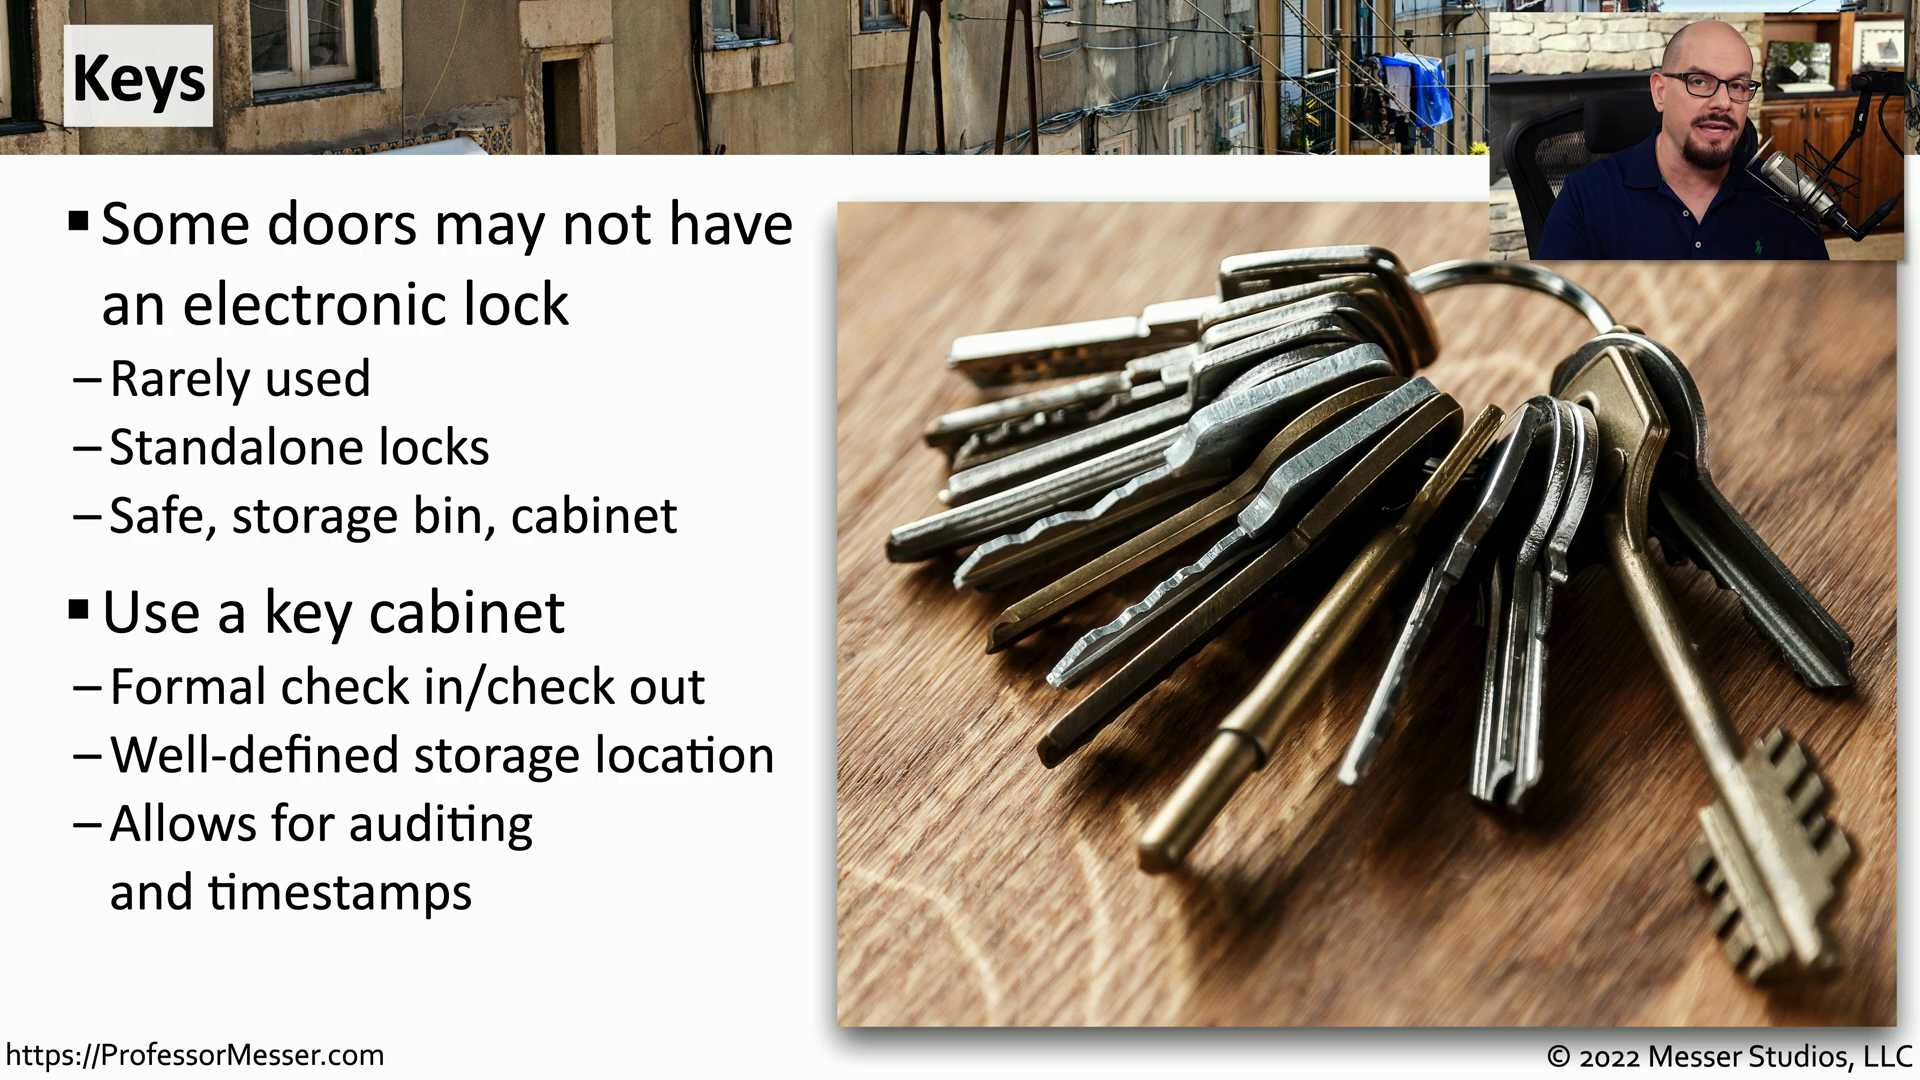 Keys
▪ Some doors may not have
an electronic lock
– Rarely used
– Standalone locks
– Safe, storage bin, cabinet
▪ Use a key cabinet
– Formal check in/check out
– Well-defined storage location
– Allows for auditing
and timestamps
https://ProfessorMesser.com
© 2022 Messer Studios, LLC